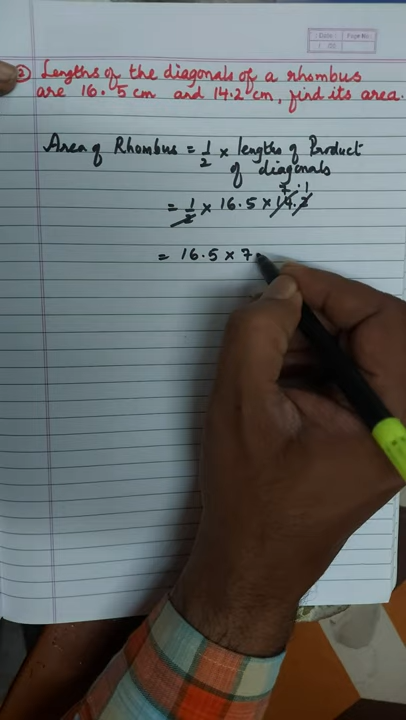 Date
Page No.
② Lengths of the diagonals of a rhombus
are 16.5 cm and 14.2 cm, find its area.
Area of Rhombus = 1/2 × lengths of Product
of diagonals
7.1
= 1/2 × 16.5 × 14.2
= 16.5 × 7.